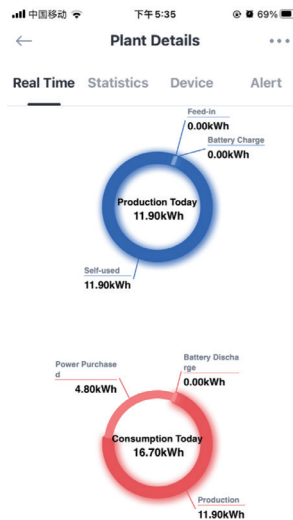 中国移动 下午5:35 69%
Plant Details
Real Time Statistics Device Alert
Feed-in
0.00kWh
Battery Charge
0.00kWh
Production Today
11.90kWh
Self-used
11.90kWh
Power Purchase
d
4.80kWh
Battery Discha
rge
0.00kWh
Consumption Today
16.70kWh
Production
11.90kWh